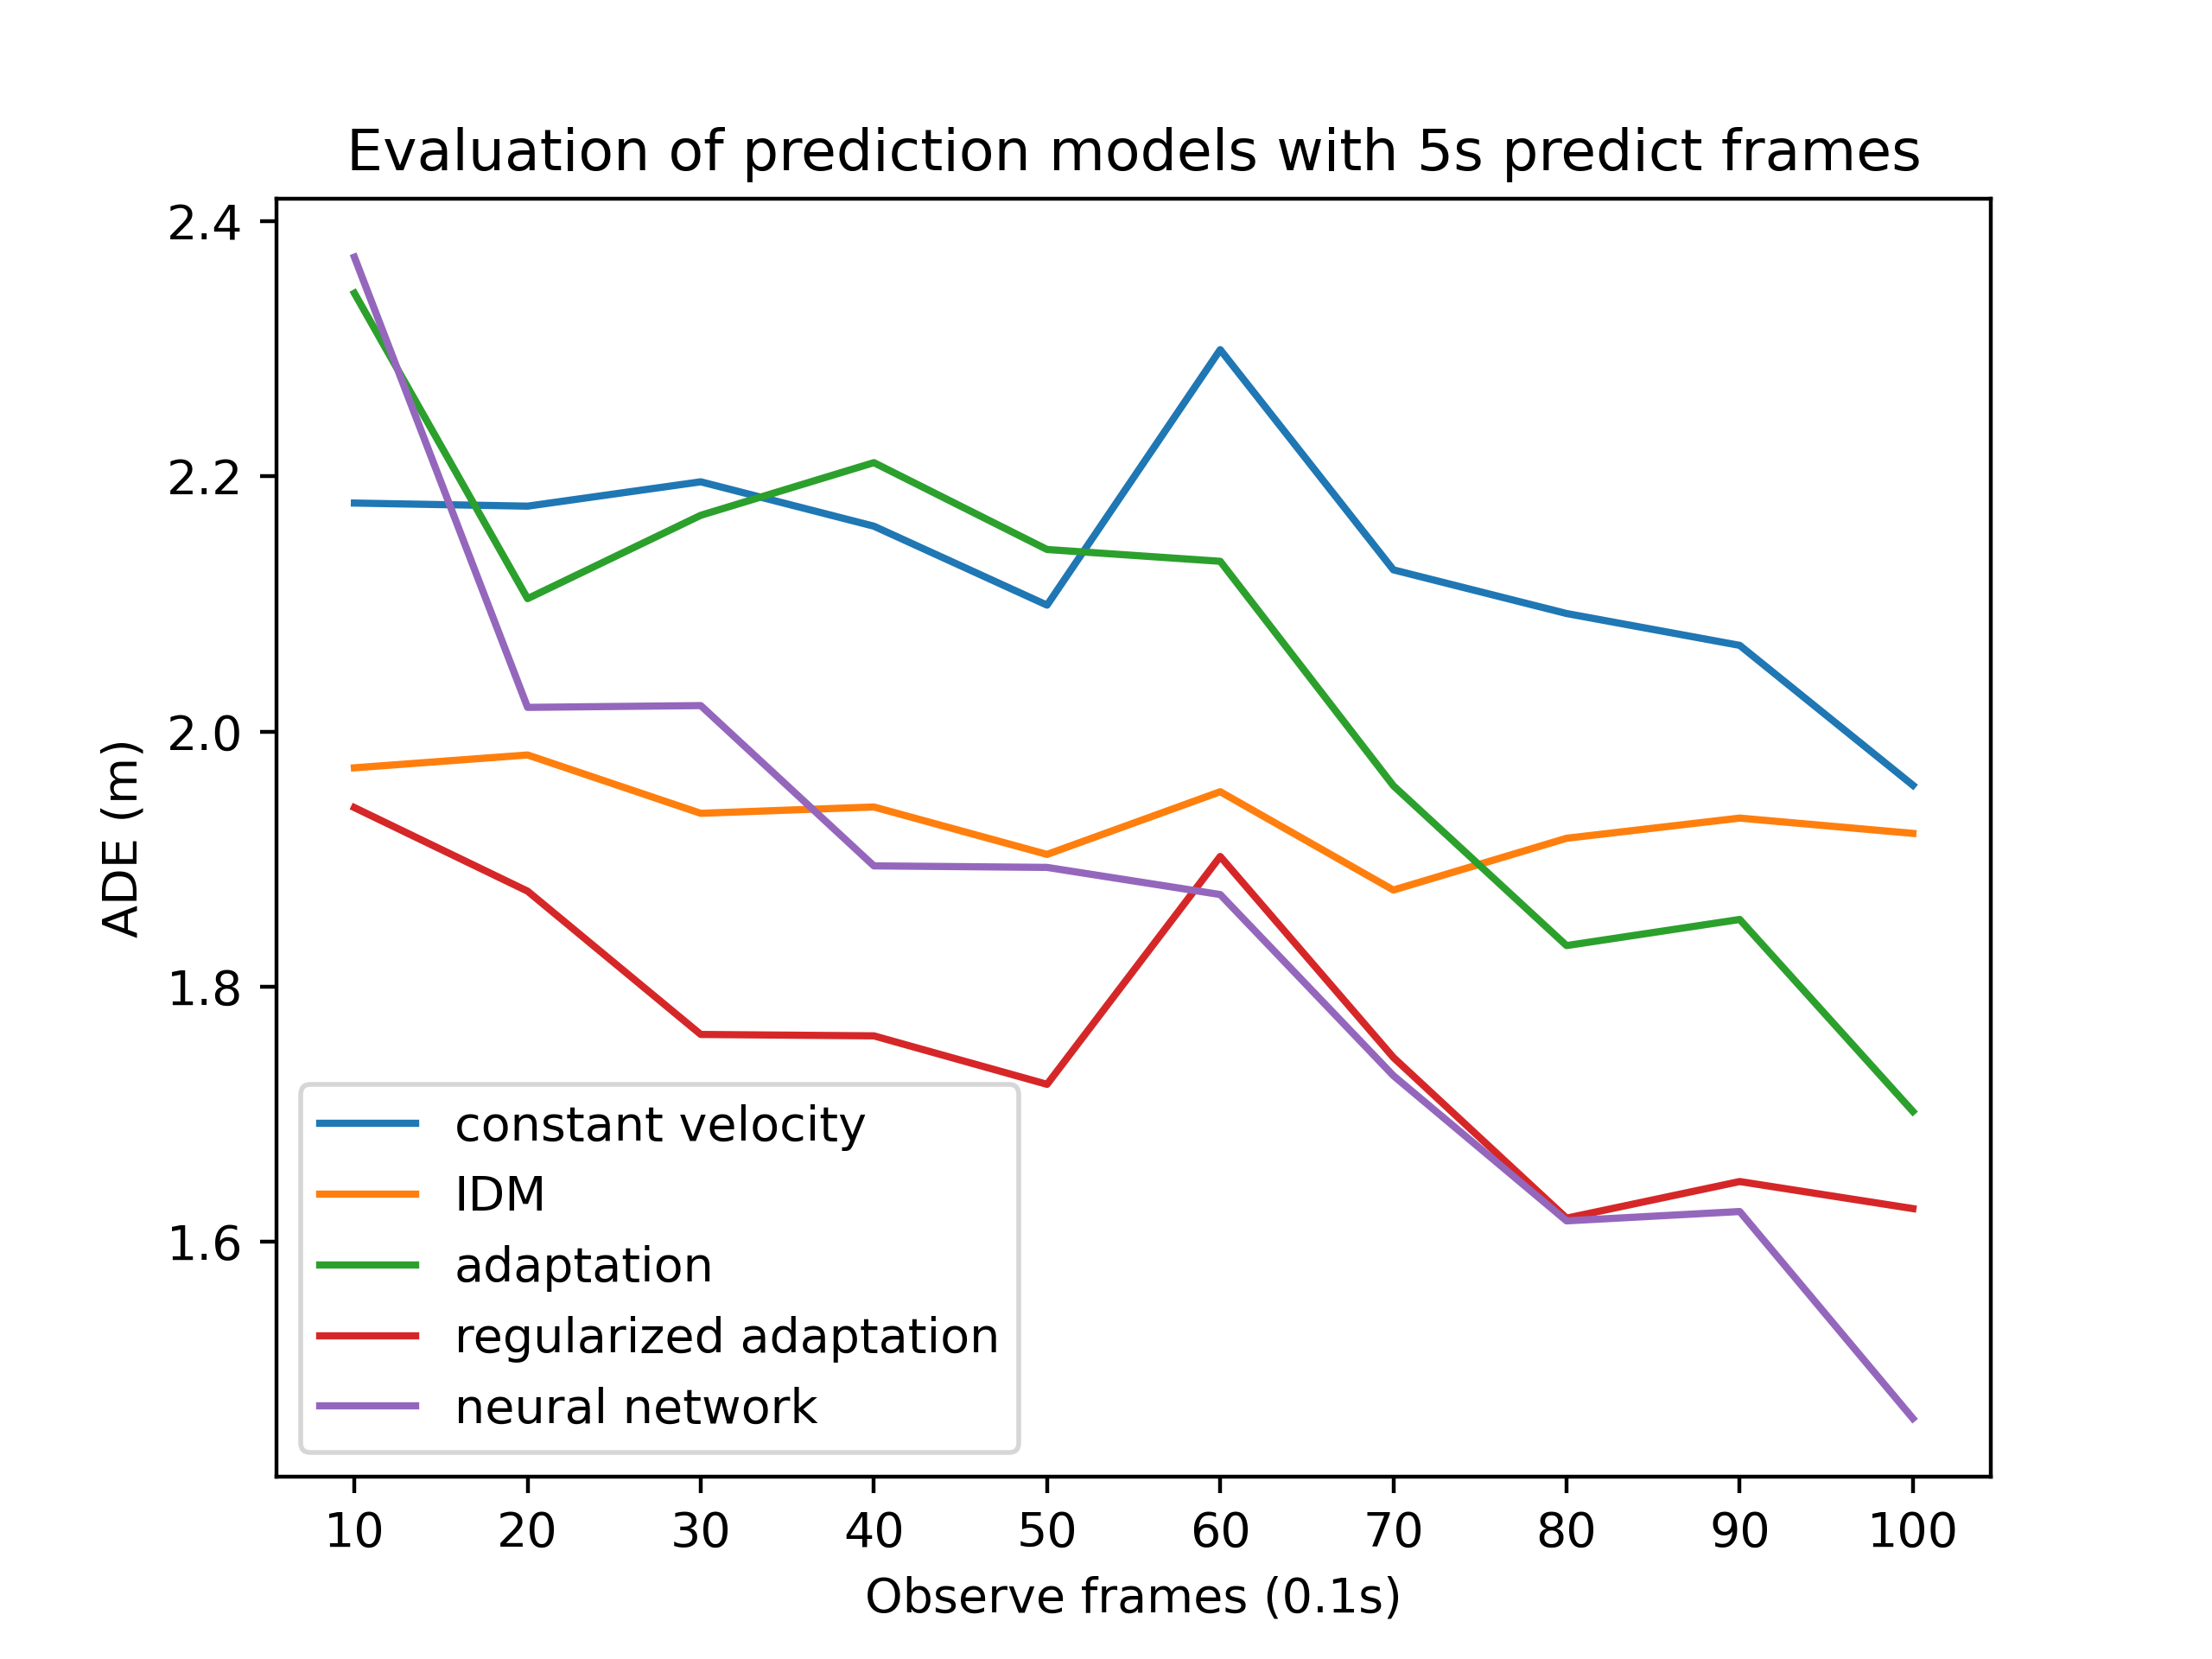 Evaluation of prediction models with 5s predict frames
2.4
2.2
2.0
1.8
1.6
ADE (m)
constant velocity
IDM
adaptation
regularized adaptation
neural network
10 20 30 40 50 60 70 80 90 100
Observe frames (0.1s)